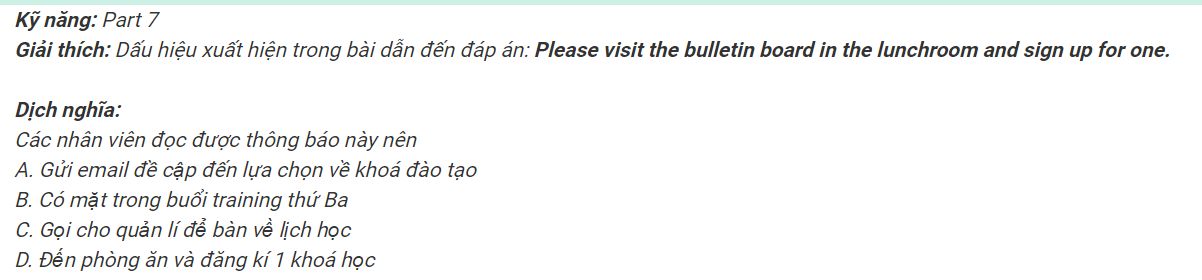 Kỹ năng: Part 7
Giải thích: Dấu hiệu xuất hiện trong bài dẫn đến đáp án: Please visit the bulletin board in the lunchroom and sign up for one.
Dịch nghĩa:
Các nhân viên đọc được thông báo này nên
A. Gửi email đề cập đến lựa chọn về khoá đào tạo
B. Có mặt trong buổi training thứ Ba
C. Gọi cho quản lí để bàn về lịch học
D. Đến phòng ăn và đăng kí 1 khoá học